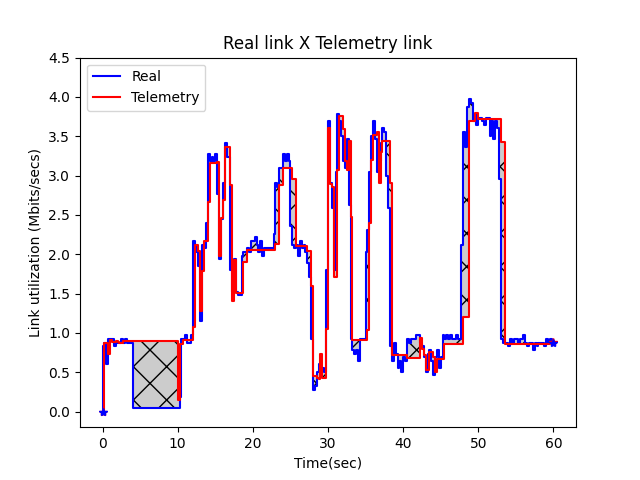 Real link X Telemetry link
Real
Telemetry
Link utilization (Mbits/secs)
4.5
4.0
3.5
3.0
2.5
2.0
1.5
1.0
0.5
0.0
0 10 20 30 40 50 60
Time(sec)